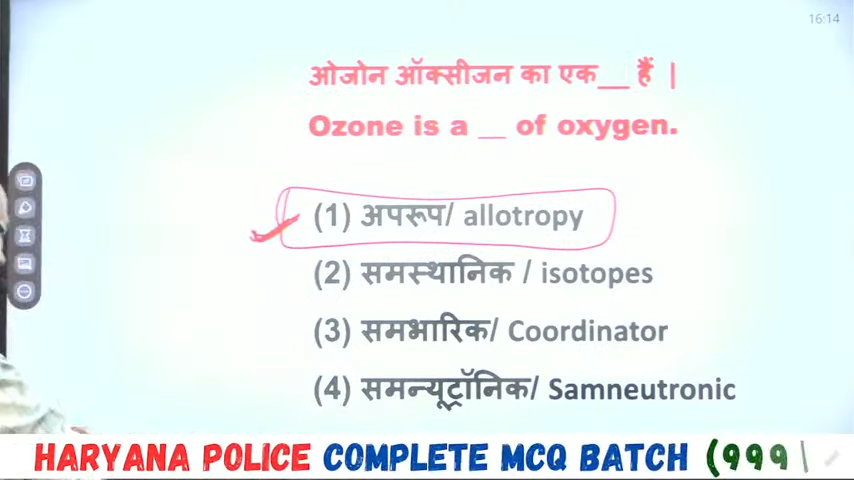 16:14
ओजोन ऑक्सीजन का एक__ हैं |
Ozone is a __ of oxygen.
(1) अपरूप/ allotropy
(2) समस्थानिक / isotopes
(3) समभारिक/ Coordinator
(4) समन्यूट्रॉनिक/ Samneutronic
HARYANA POLICE COMPLETE MCQ BATCH (999